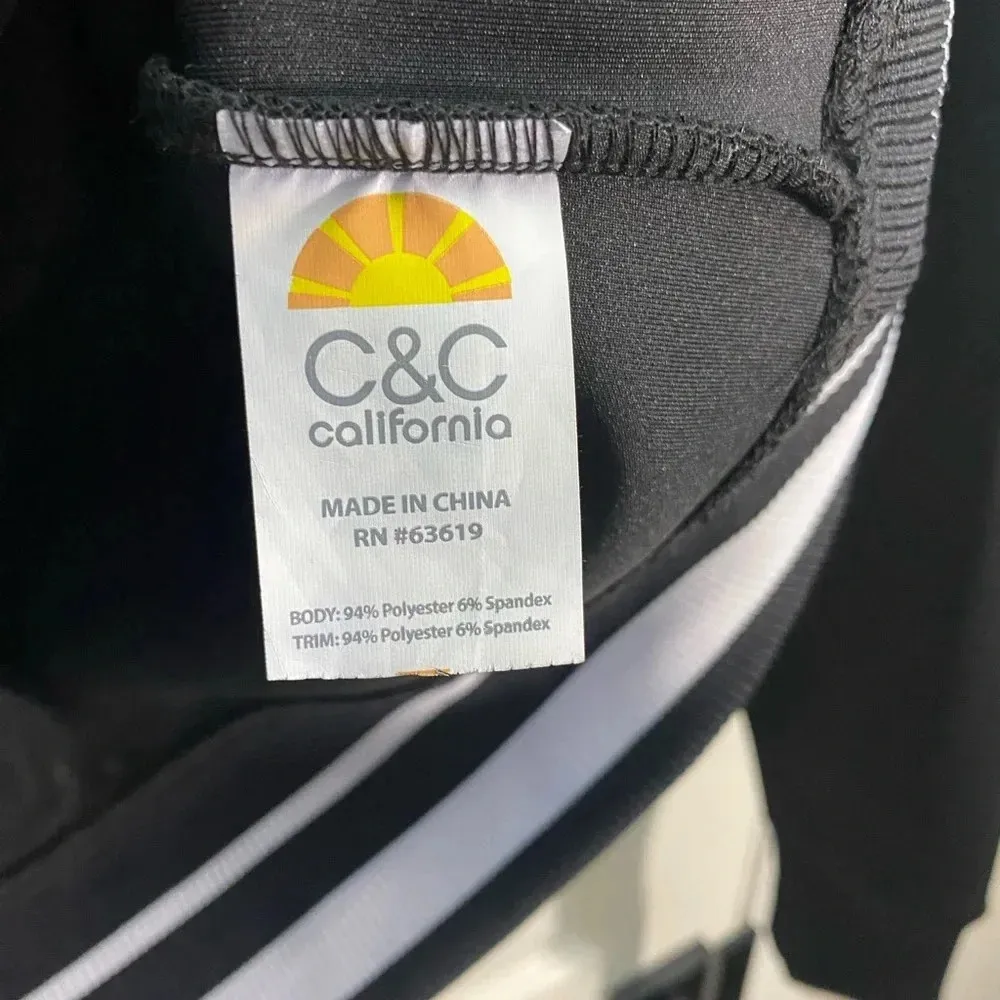 C&C
california
MADE IN CHINA
RN #63619
BODY: 94% Polyester 6% Spandex
TRIM: 94% Polyester 6% Spandex